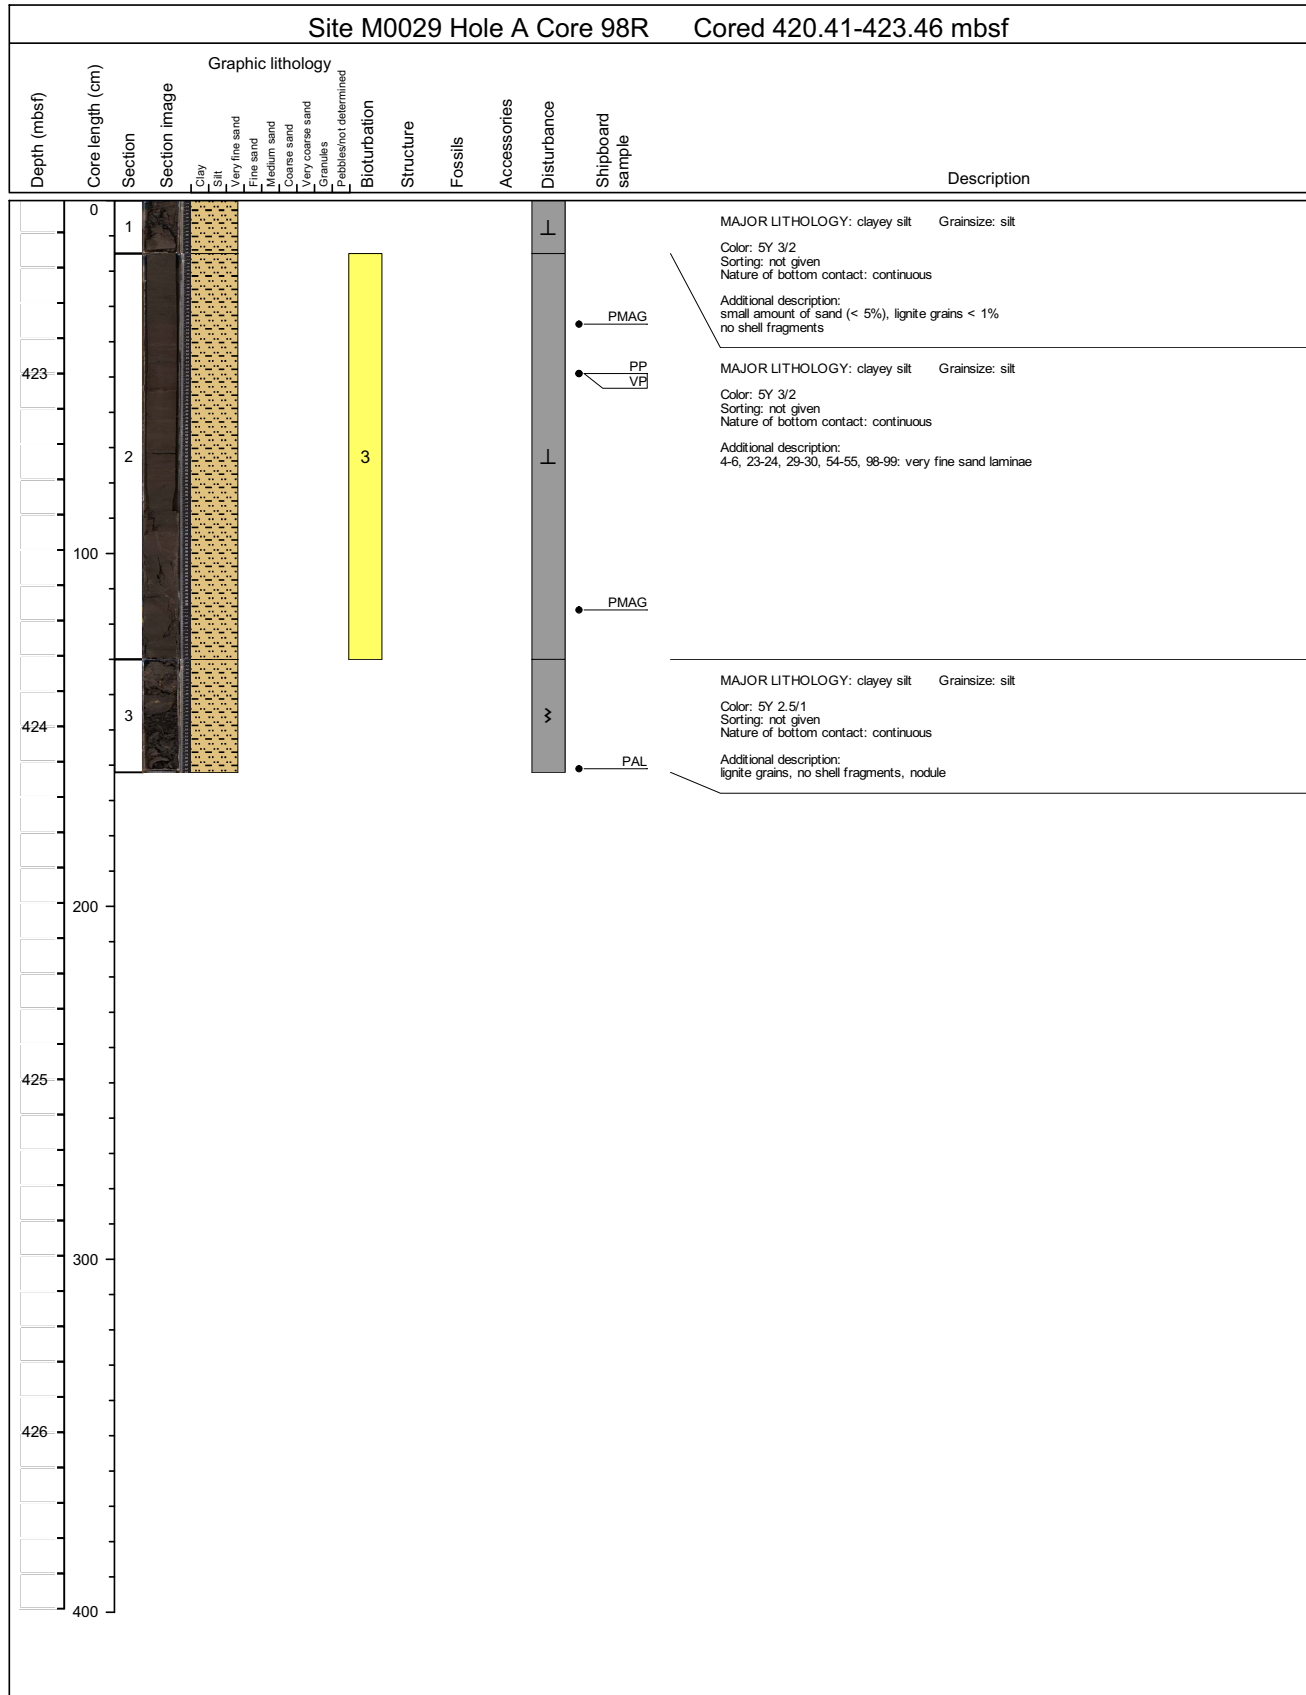 Site M0029 Hole A Core 98R Cored 420.41-423.46 mbsf
Graphic lithology
Depth (mbsf)
Core length (cm)
Section
Section image
Clay
Silt
Very fine sand
Fine sand
Medium sand
Coarse sand
Very coarse sand
Granules
Pebbles/not determined
Bioturbation
Structure
Fossils
Accessories
Disturbance
Shipboard
sample
Description
0
1
MAJOR LITHOLOGY: clayey silt Grainsize: silt
Color: 5Y 3/2
Sorting: not given
Nature of bottom contact: continuous
Additional description:
small amount of sand (< 5%), lignite grains < 1%
no shell fragments
PMAG
423
PP
VP
MAJOR LITHOLOGY: clayey silt Grainsize: silt
Color: 5Y 3/2
Sorting: not given
Nature of bottom contact: continuous
Additional description:
4-6, 23-24, 29-30, 54-55, 98-99: very fine sand laminae
2
3
100
PMAG
MAJOR LITHOLOGY: clayey silt Grainsize: silt
Color: 5Y 2.5/1
Sorting: not given
Nature of bottom contact: continuous
Additional description:
lignite grains, no shell fragments, nodule
3
424
PAL
200
425
300
426
400